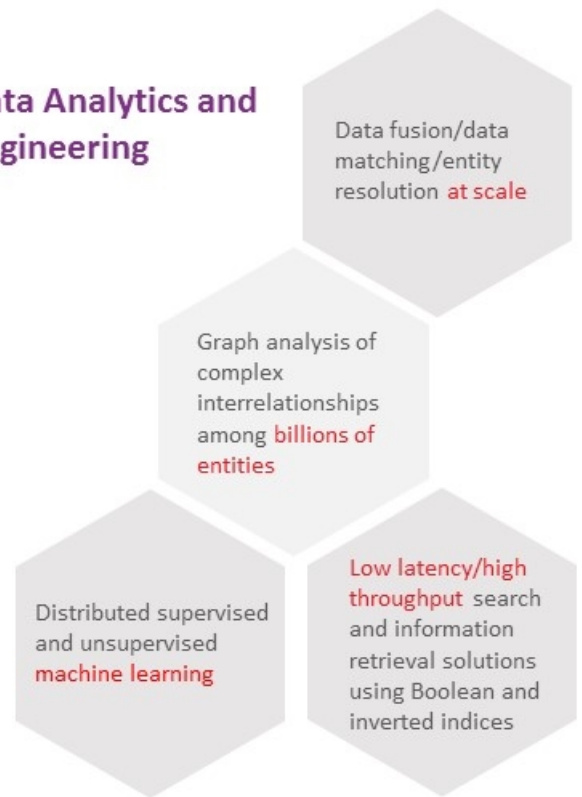 ta Analytics and
gineering
Data fusion/data
matching/entity
resolution at scale
Graph analysis of
complex
interrelationships
among billions of
entities
Distributed supervised
and unsupervised
machine learning
Low latency/high
throughput search
and information
retrieval solutions
using Boolean and
inverted indices